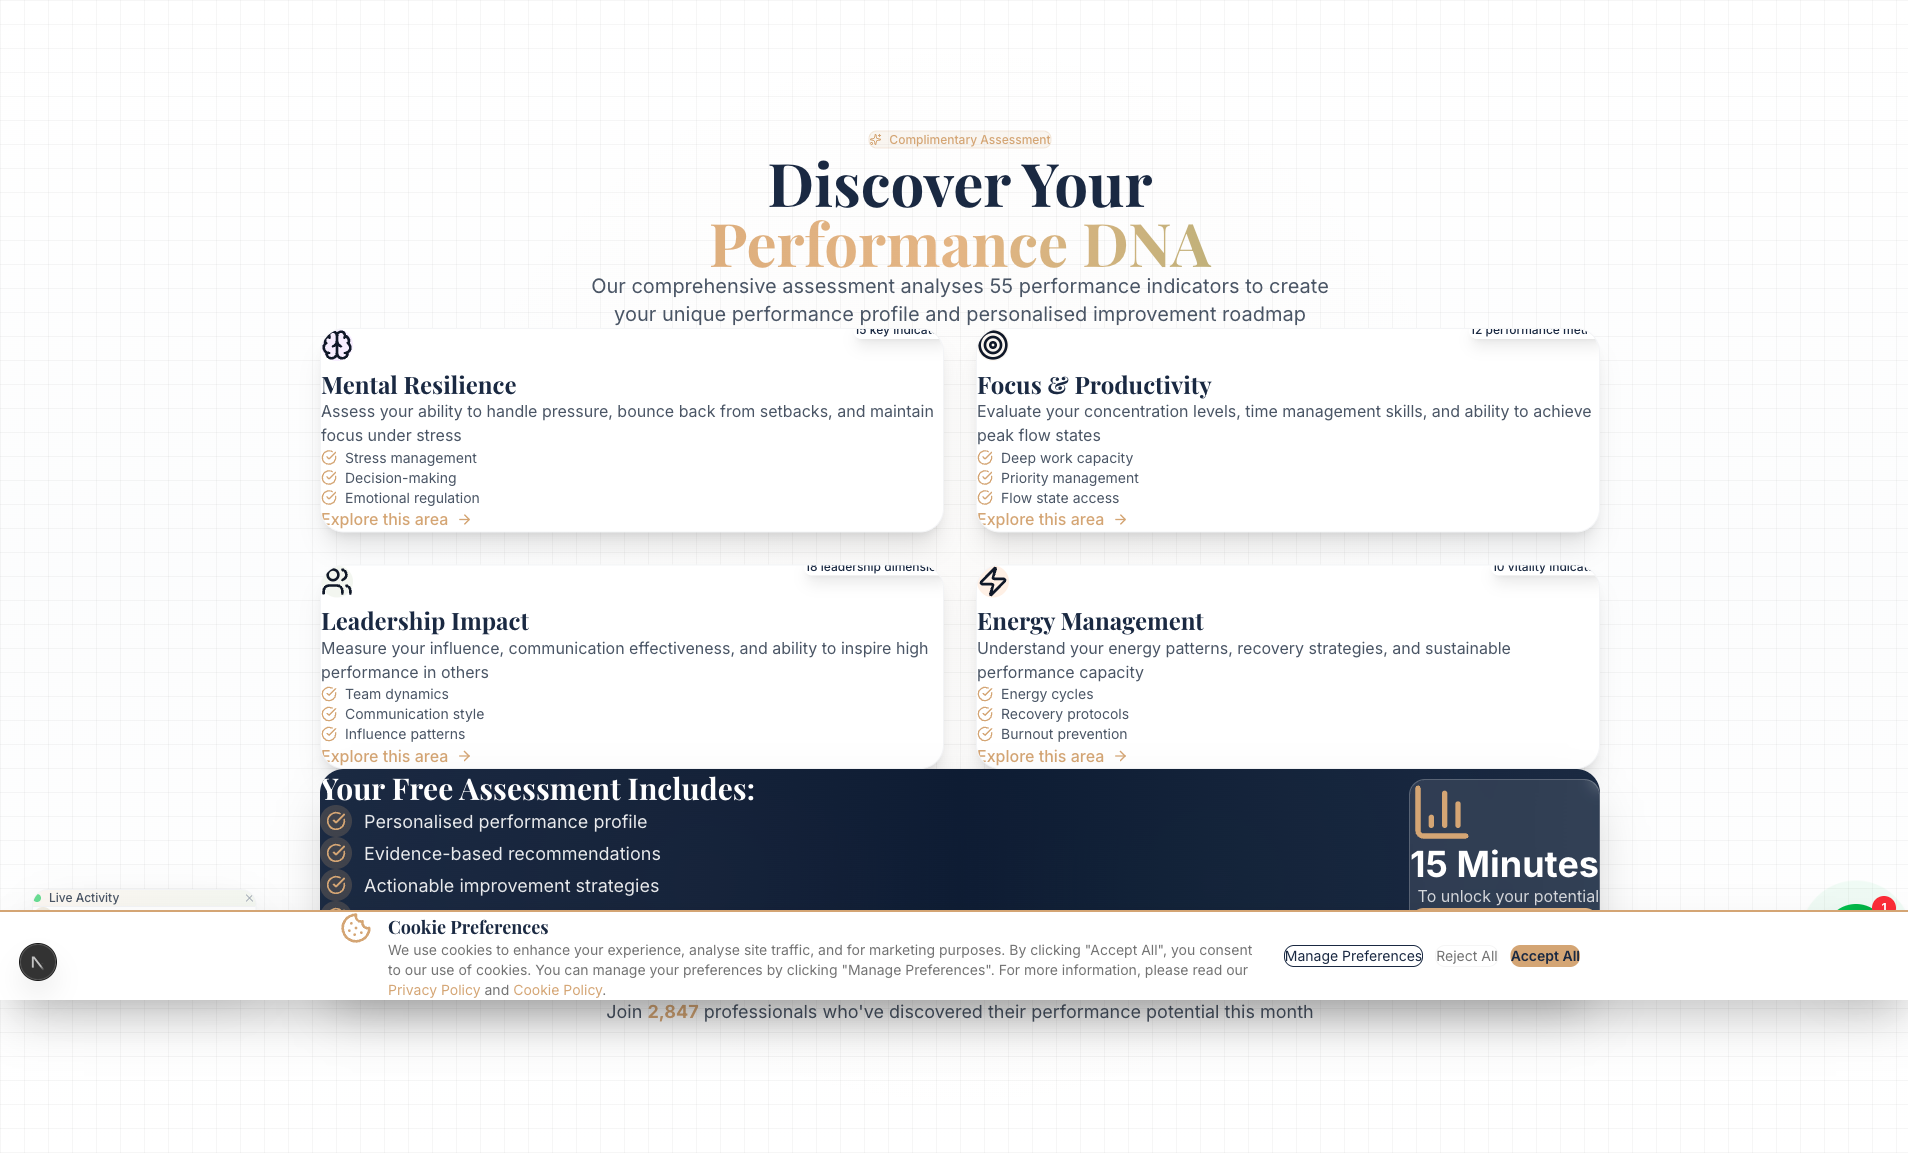 Complimentary Assessment
Discover Your
Performance DNA
Our comprehensive assessment analyses 55 performance indicators to create
your unique performance profile and personalised improvement roadmap
15 key indicat
Mental Resilience
Assess your ability to handle pressure, bounce back from setbacks, and maintain
focus under stress
Stress management
Decision-making
Emotional regulation
Explore this area
12 performance met
Focus & Productivity
Evaluate your concentration levels, time management skills, and ability to achieve
peak flow states
Deep work capacity
Priority management
Flow state access
Explore this area
18 leadership dimensio
Leadership Impact
Measure your influence, communication effectiveness, and ability to inspire high
performance in others
Team dynamics
Communication style
Influence patterns
Explore this area
10 vitality indicat
Energy Management
Understand your energy patterns, recovery strategies, and sustainable
performance capacity
Energy cycles
Recovery protocols
Burnout prevention
Explore this area
Your Free Assessment Includes:
Personalised performance profile
Evidence-based recommendations
Actionable improvement strategies
15 Minutes
To unlock your potential
Live Activity
1
Cookie Preferences
We use cookies to enhance your experience, analyse site traffic, and for marketing purposes. By clicking "Accept All", you consent
to our use of cookies. You can manage your preferences by clicking "Manage Preferences". For more information, please read our
Privacy Policy and Cookie Policy.
Manage Preferences
Reject All
Accept All
Join 2,847 professionals who've discovered their performance potential this month